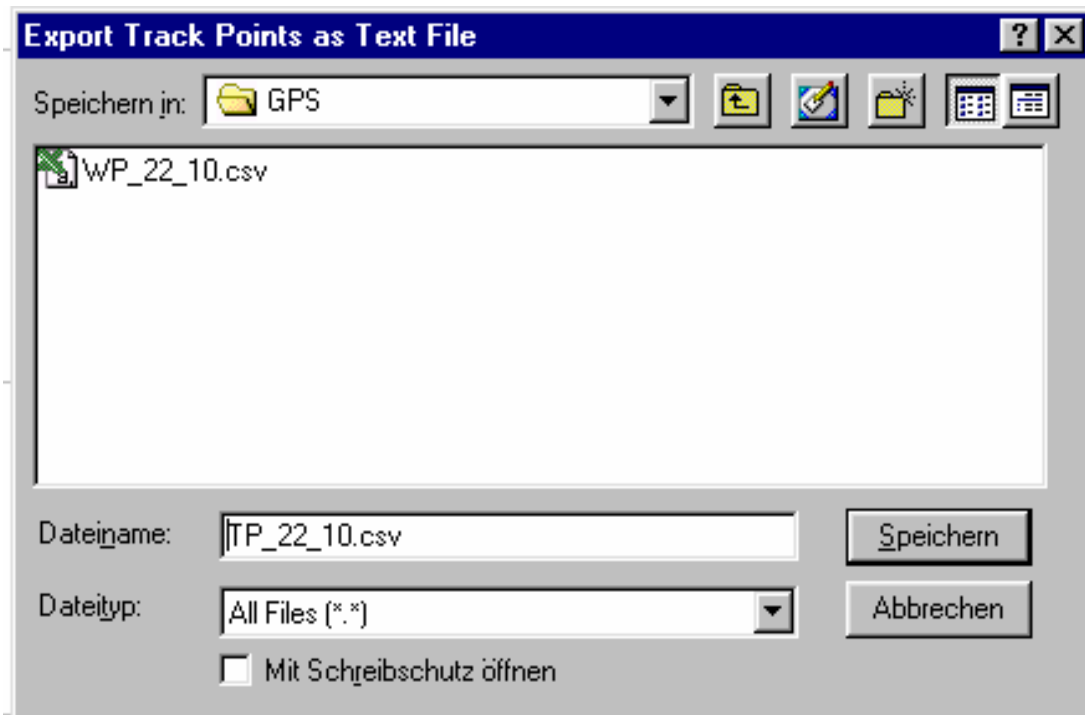 Export Track Points as Text File
Speichern in: GPS
WP_22_10.csv
Dateiname: TP_22_10.csv Speichern
Dateityp: All Files (*.*) Abbrechen
Mit Schreibschutz öffnen